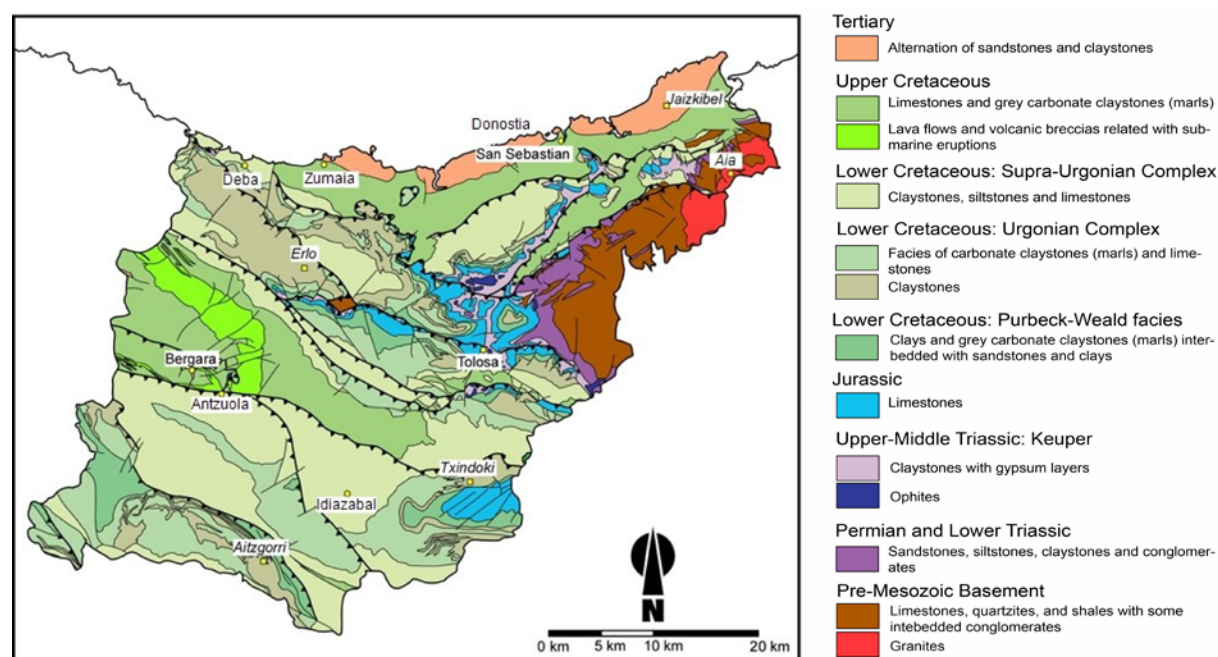 Jaizkibel
Donostia
San Sebastian
Aia
Deba
Zumaia
Erlo
Bergara
Tolosa
Antzuola
Txindoki
Idiazabal
Aitzgorri
N
0 km 5 km 10 km 20 km
Tertiary
Alternation of sandstones and claystones
Upper Cretaceous
Limestones and grey carbonate claystones (marls)
Lava flows and volcanic breccias related with sub-
marine eruptions
Lower Cretaceous: Supra-Urgonian Complex
Claystones, siltstones and limestones
Lower Cretaceous: Urgonian Complex
Facies of carbonate claystones (marls) and lime-
stones
Claystones
Lower Cretaceous: Purbeck-Weald facies
Clays and grey carbonate claystones (marls) inter-
bedded with sandstones and clays
Jurassic
Limestones
Upper-Middle Triassic: Keuper
Claystones with gypsum layers
Ophites
Permian and Lower Triassic
Sandstones, siltstones, claystones and conglomer-
ates
Pre-Mesozoic Basement
Limestones, quartzites, and shales with some
intebedded conglomerates
Granites